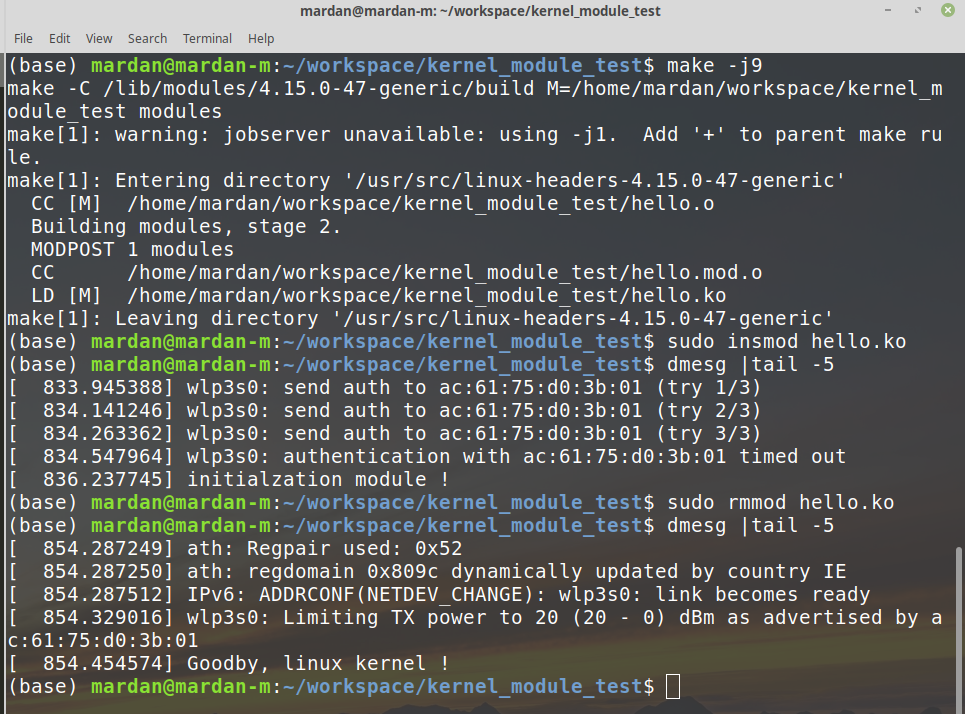 mardan@mardan-m: ~/workspace/kernel_module_test
File Edit View Search Terminal Help
(base) mardan@mardan-m:~/workspace/kernel_module_test$ make -j9
make -C /lib/modules/4.15.0-47-generic/build M=/home/mardan/workspace/kernel_m
odule_test modules
make[1]: warning: jobserver unavailable: using -j1.  Add '+' to parent make ru
le.
make[1]: Entering directory '/usr/src/linux-headers-4.15.0-47-generic'
  CC [M]  /home/mardan/workspace/kernel_module_test/hello.o
  Building modules, stage 2.
  MODPOST 1 modules
  CC      /home/mardan/workspace/kernel_module_test/hello.mod.o
  LD [M]  /home/mardan/workspace/kernel_module_test/hello.ko
make[1]: Leaving directory '/usr/src/linux-headers-4.15.0-47-generic'
(base) mardan@mardan-m:~/workspace/kernel_module_test$ sudo insmod hello.ko
(base) mardan@mardan-m:~/workspace/kernel_module_test$ dmesg |tail -5
[  833.945388] wlp3s0: send auth to ac:61:75:d0:3b:01 (try 1/3)
[  834.141246] wlp3s0: send auth to ac:61:75:d0:3b:01 (try 2/3)
[  834.263362] wlp3s0: send auth to ac:61:75:d0:3b:01 (try 3/3)
[  834.547964] wlp3s0: authentication with ac:61:75:d0:3b:01 timed out
[  836.237745] initialzation module !
(base) mardan@mardan-m:~/workspace/kernel_module_test$ sudo rmmod hello.ko
(base) mardan@mardan-m:~/workspace/kernel_module_test$ dmesg |tail -5
[  854.287249] ath: Regpair used: 0x52
[  854.287250] ath: regdomain 0x809c dynamically updated by country IE
[  854.287512] IPv6: ADDRCONF(NETDEV_CHANGE): wlp3s0: link becomes ready
[  854.329016] wlp3s0: Limiting TX power to 20 (20 - 0) dBm as advertised by a
c:61:75:d0:3b:01
[  854.454574] Goodby, linux kernel !
(base) mardan@mardan-m:~/workspace/kernel_module_test$